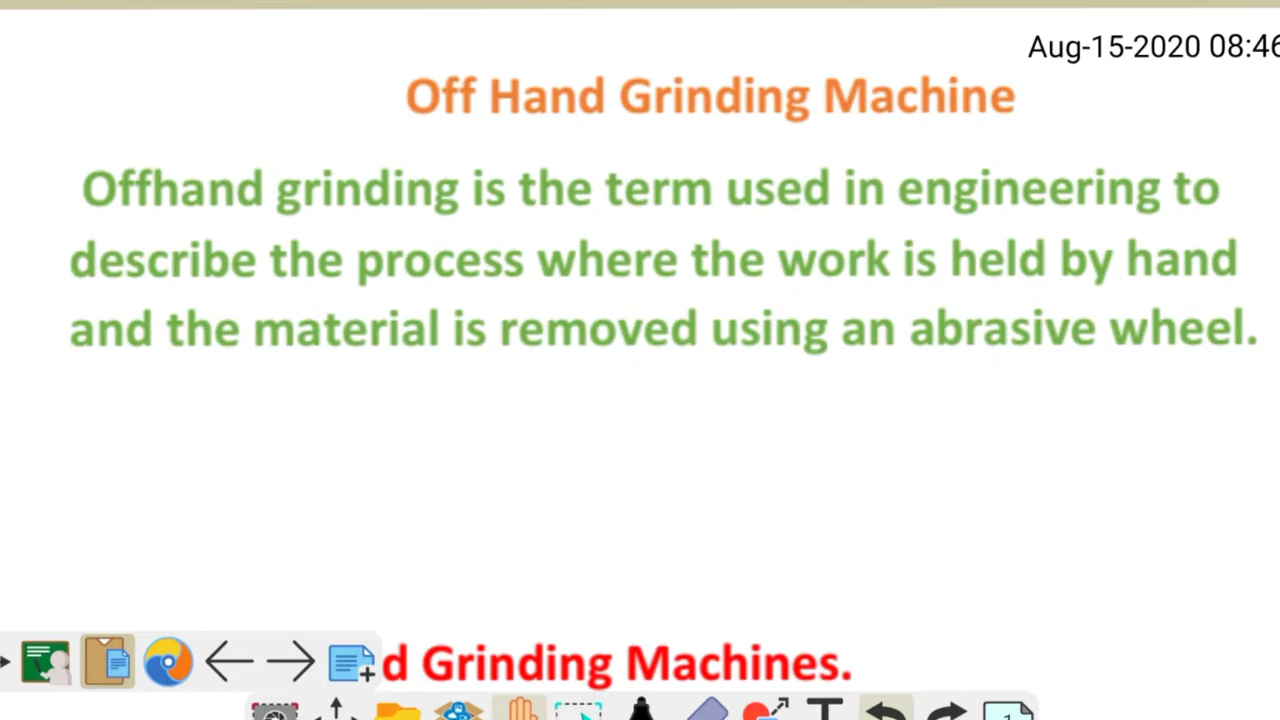 Aug-15-2020 08:46
Off Hand Grinding Machine
Offhand grinding is the term used in engineering to
describe the process where the work is held by hand
and the material is removed using an abrasive wheel.
d Grinding Machines.
1